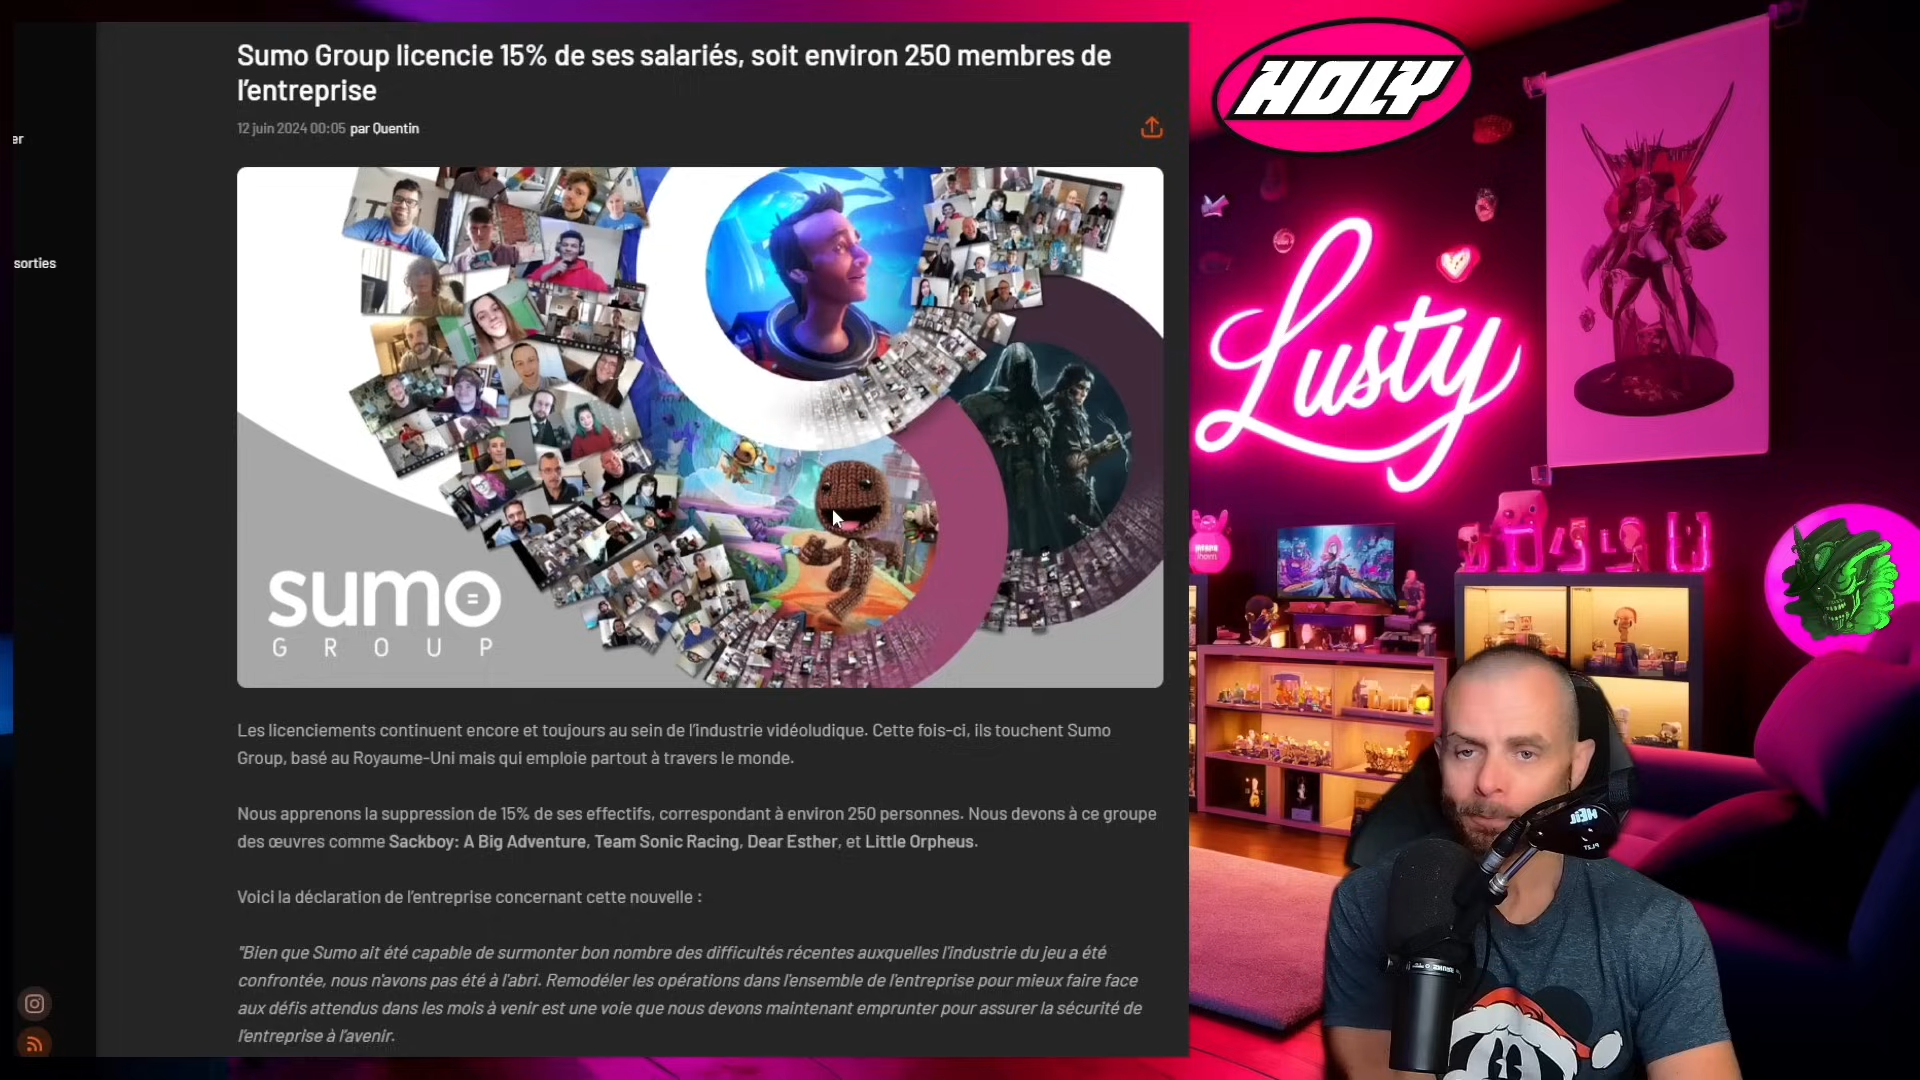 Sumo Group licencie 15% de ses salariés, soit environ 250 membres de
l'entreprise
12 juin 2024 00:05 par Quentin
er
sorties
sumo
GROUP
Les licenciements continuent encore et toujours au sein de l'industrie vidéoludique. Cette fois-ci, ils touchent Sumo
Group, basé au Royaume-Uni mais qui emploie partout à travers le monde.
Nous apprenons la suppression de 15% de ses effectifs, correspondant à environ 250 personnes. Nous devons à ce groupe
des œuvres comme Sackboy: A Big Adventure, Team Sonic Racing, Dear Esther, et Little Orpheus.
Voici la déclaration de l'entreprise concernant cette nouvelle :
"Bien que Sumo ait été capable de surmonter bon nombre des difficultés récentes auxquelles l'industrie du jeu a été
confrontée, nous n'avons pas été à l'abri. Remodéler les opérations dans l'ensemble de l'entreprise pour mieux faire face
aux défis attendus dans les mois à venir est une voie que nous devons maintenant emprunter pour assurer la sécurité de
l'entreprise à l'avenir.
HOLY
Lusty